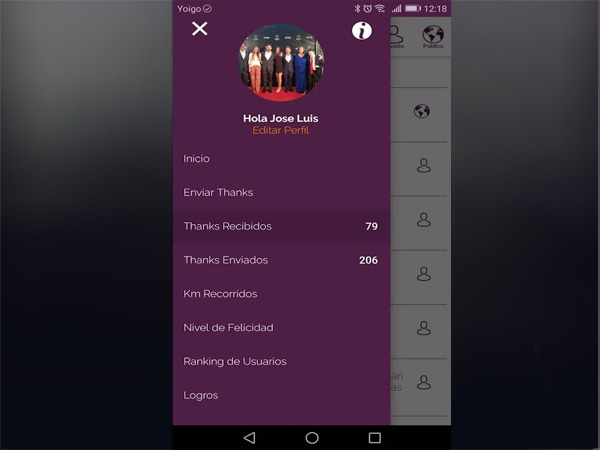 Yoigo 12:18
Publico
Hola Jose Luis
Editar Perfil
Inicio
Enviar Thanks
Thanks Recibidos 79
Thanks Enviados 206
Km Recorridos
Nivel de Felicidad
Ranking de Usuarios
Logros